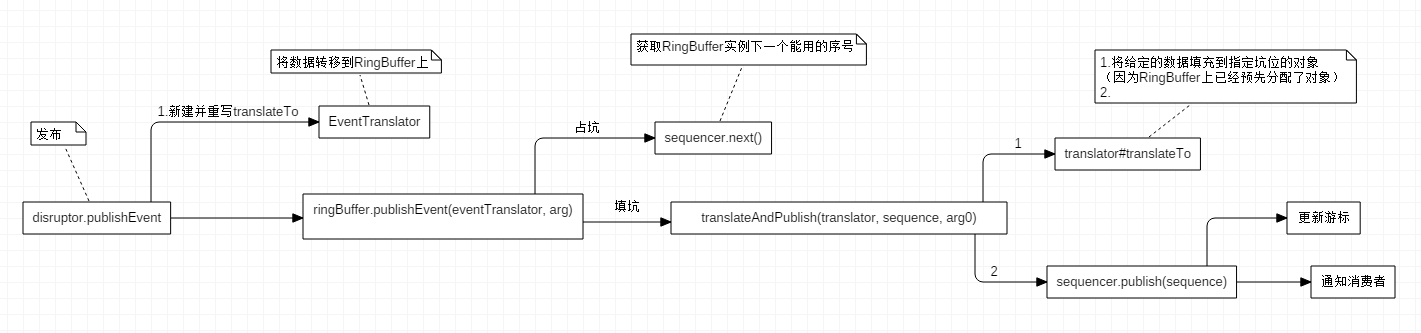 发布
disruptor.publishEvent
1.新建并重写translateTo
将数据转移到RingBuffer上
EventTranslator
ringBuffer.publishEvent(eventTranslator, arg)
占坑
获取RingBuffer实例下一个能用的序号
sequencer.next()
填坑
translateAndPublish(translator, sequence, arg0)
1
1.将给定的数据填充到指定坑位的对象
（因为RingBuffer上已经预先分配了对象）
2.
translator#translateTo
2
sequencer.publish(sequence)
更新游标
通知消费者